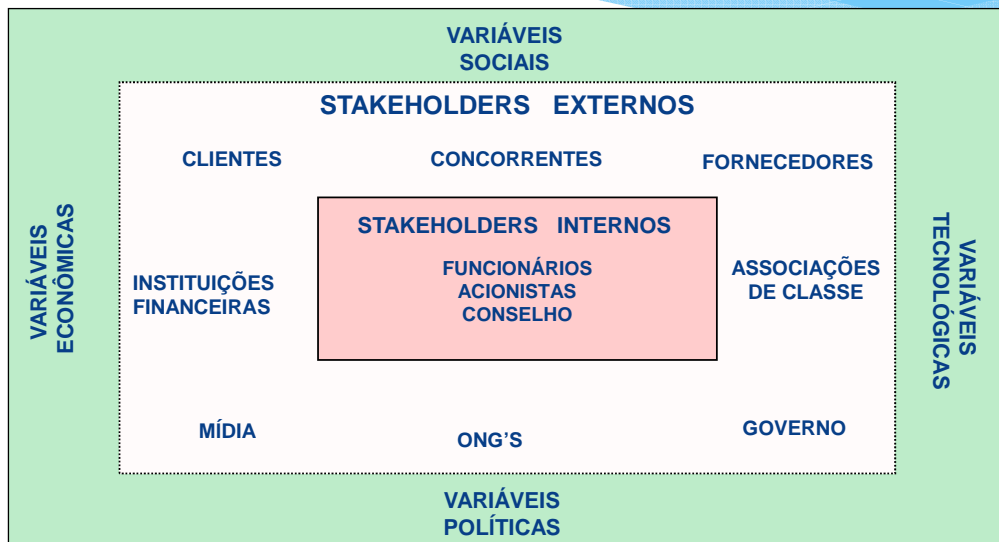 VARIÁVEIS
SOCIAIS
STAKEHOLDERS EXTERNOS
CLIENTES
CONCORRENTES
FORNECEDORES
STAKEHOLDERS INTERNOS
FUNCIONÁRIOS
ACIONISTAS
CONSELHO
VARIÁVEIS
ECONÔMICAS
INSTITUIÇÕES
FINANCEIRAS
ASSOCIAÇÕES
DE CLASSE
VARIÁVEIS
TECNOLÓGICAS
MÍDIA
ONG'S
GOVERNO
VARIÁVEIS
POLÍTICAS